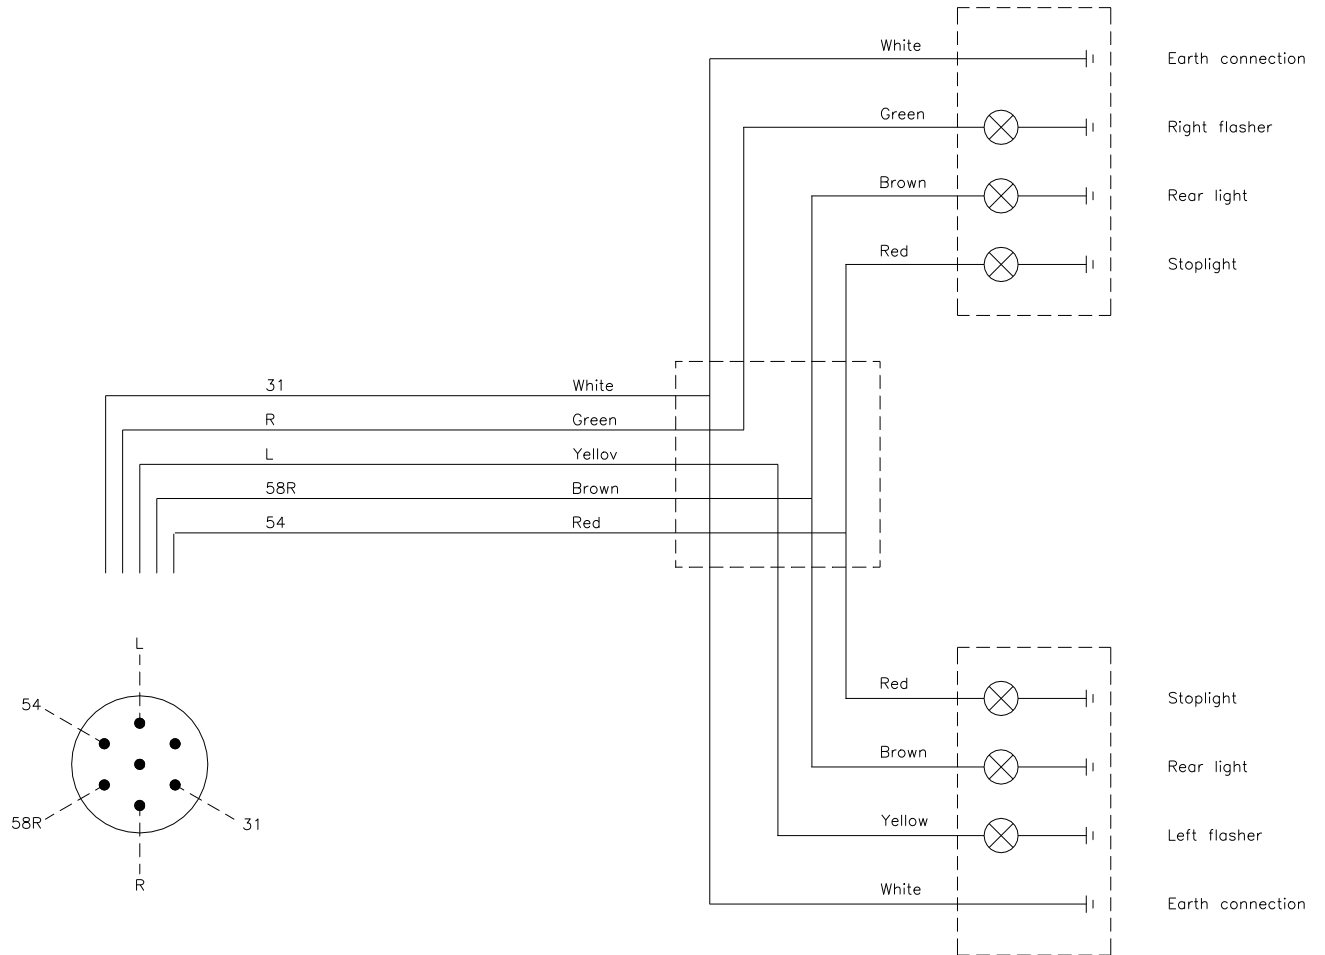 White
Earth connection
Green
Right flasher
Brown
Rear light
Red
Stoplight
31 White
R Green
L Yellov
58R Brown
54 Red
L
54
58R
31
R
Red
Stoplight
Brown
Rear light
Yellow
Left flasher
White
Earth connection